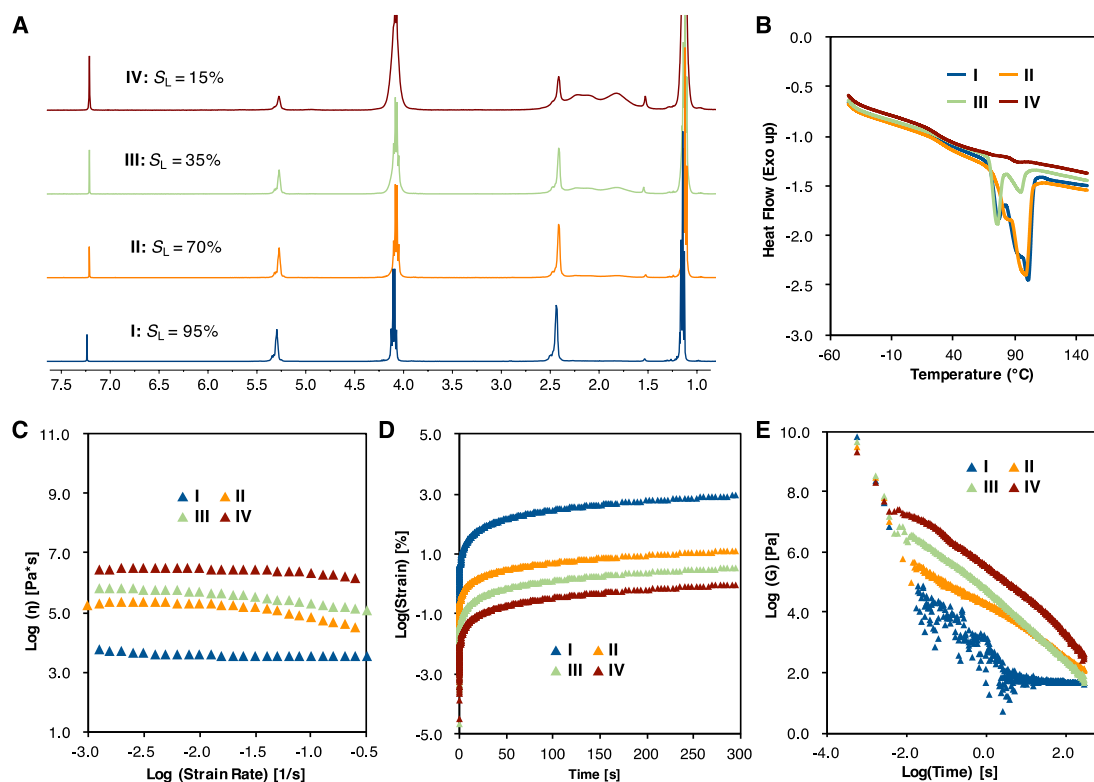 A
IV: SL = 15%
III: SL = 35%
II: SL = 70%
I: SL = 95%
7.5 7.0 6.5 6.0 5.5 5.0 4.5 4.0 3.5 3.0 2.5 2.0 1.5 1.0
B
Heat Flow (Exo up)
0.0
-0.5
-1.0
-1.5
-2.0
-2.5
-3.0
I II
III IV
-60 -10 40 90 140
Temperature (°C)
C
Log (η) [Pa*s]
11.0
9.0
7.0
5.0
3.0
1.0
I II
III IV
-3.0 -2.5 -2.0 -1.5 -1.0 -0.5
Log (Strain Rate) [1/s]
D
Log(Strain) [%]
5.0
3.0
1.0
-1.0
-3.0
-5.0
I II
III IV
0 50 100 150 200 250 300
Time [s]
E
Log (G) [Pa]
10.0
8.0
6.0
4.0
2.0
0.0
I II
III IV
-4.0 -2.0 0.0 2.0
Log(Time) [s]